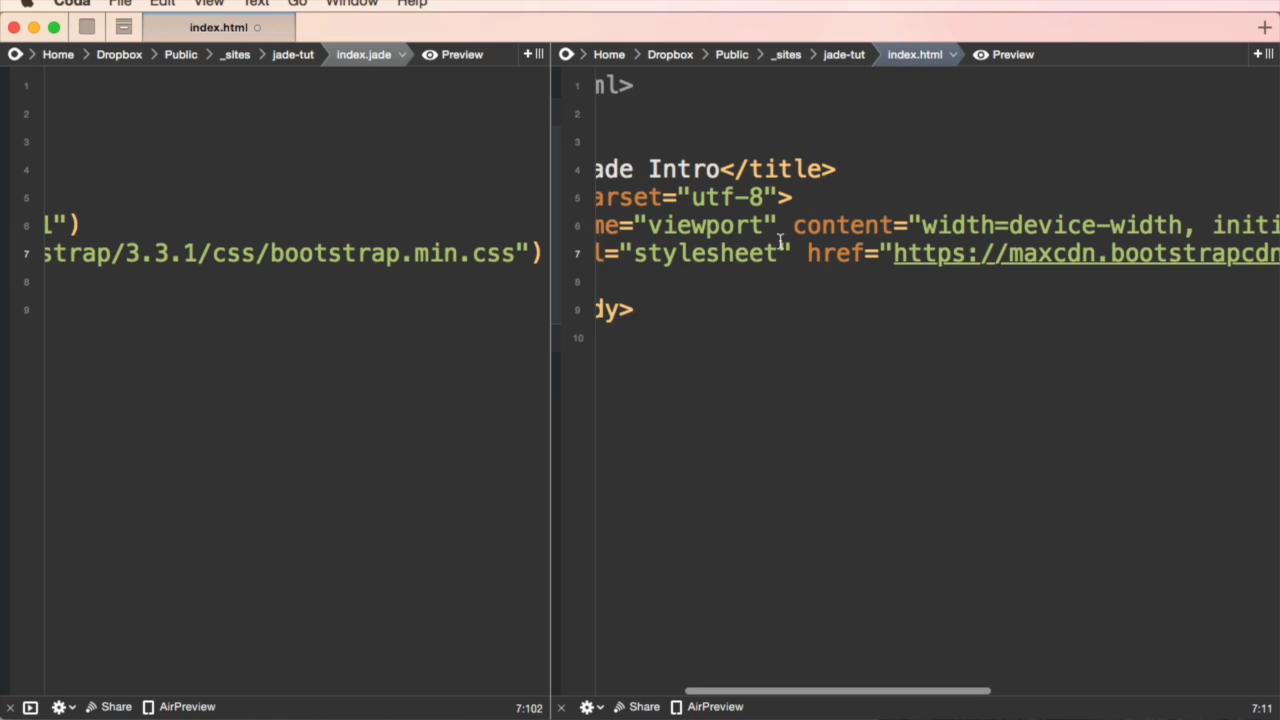 Coda File Edit View Text Go Window Help
index.html
Home Dropbox Public _sites jade-tut index.jade Preview
Home Dropbox Public _sites jade-tut index.html Preview
1
2
3
4
5
6 1")
7 strap/3.3.1/css/bootstrap.min.css")
8
9
1 ml>
2
3
4 ade Intro</title>
5 arset="utf-8">
6 me="viewport" content="width=device-width, initi
7 l="stylesheet" href="https://maxcdn.bootstrapcdn
8
9 dy>
10
Share AirPreview 7:102
Share AirPreview 7:11